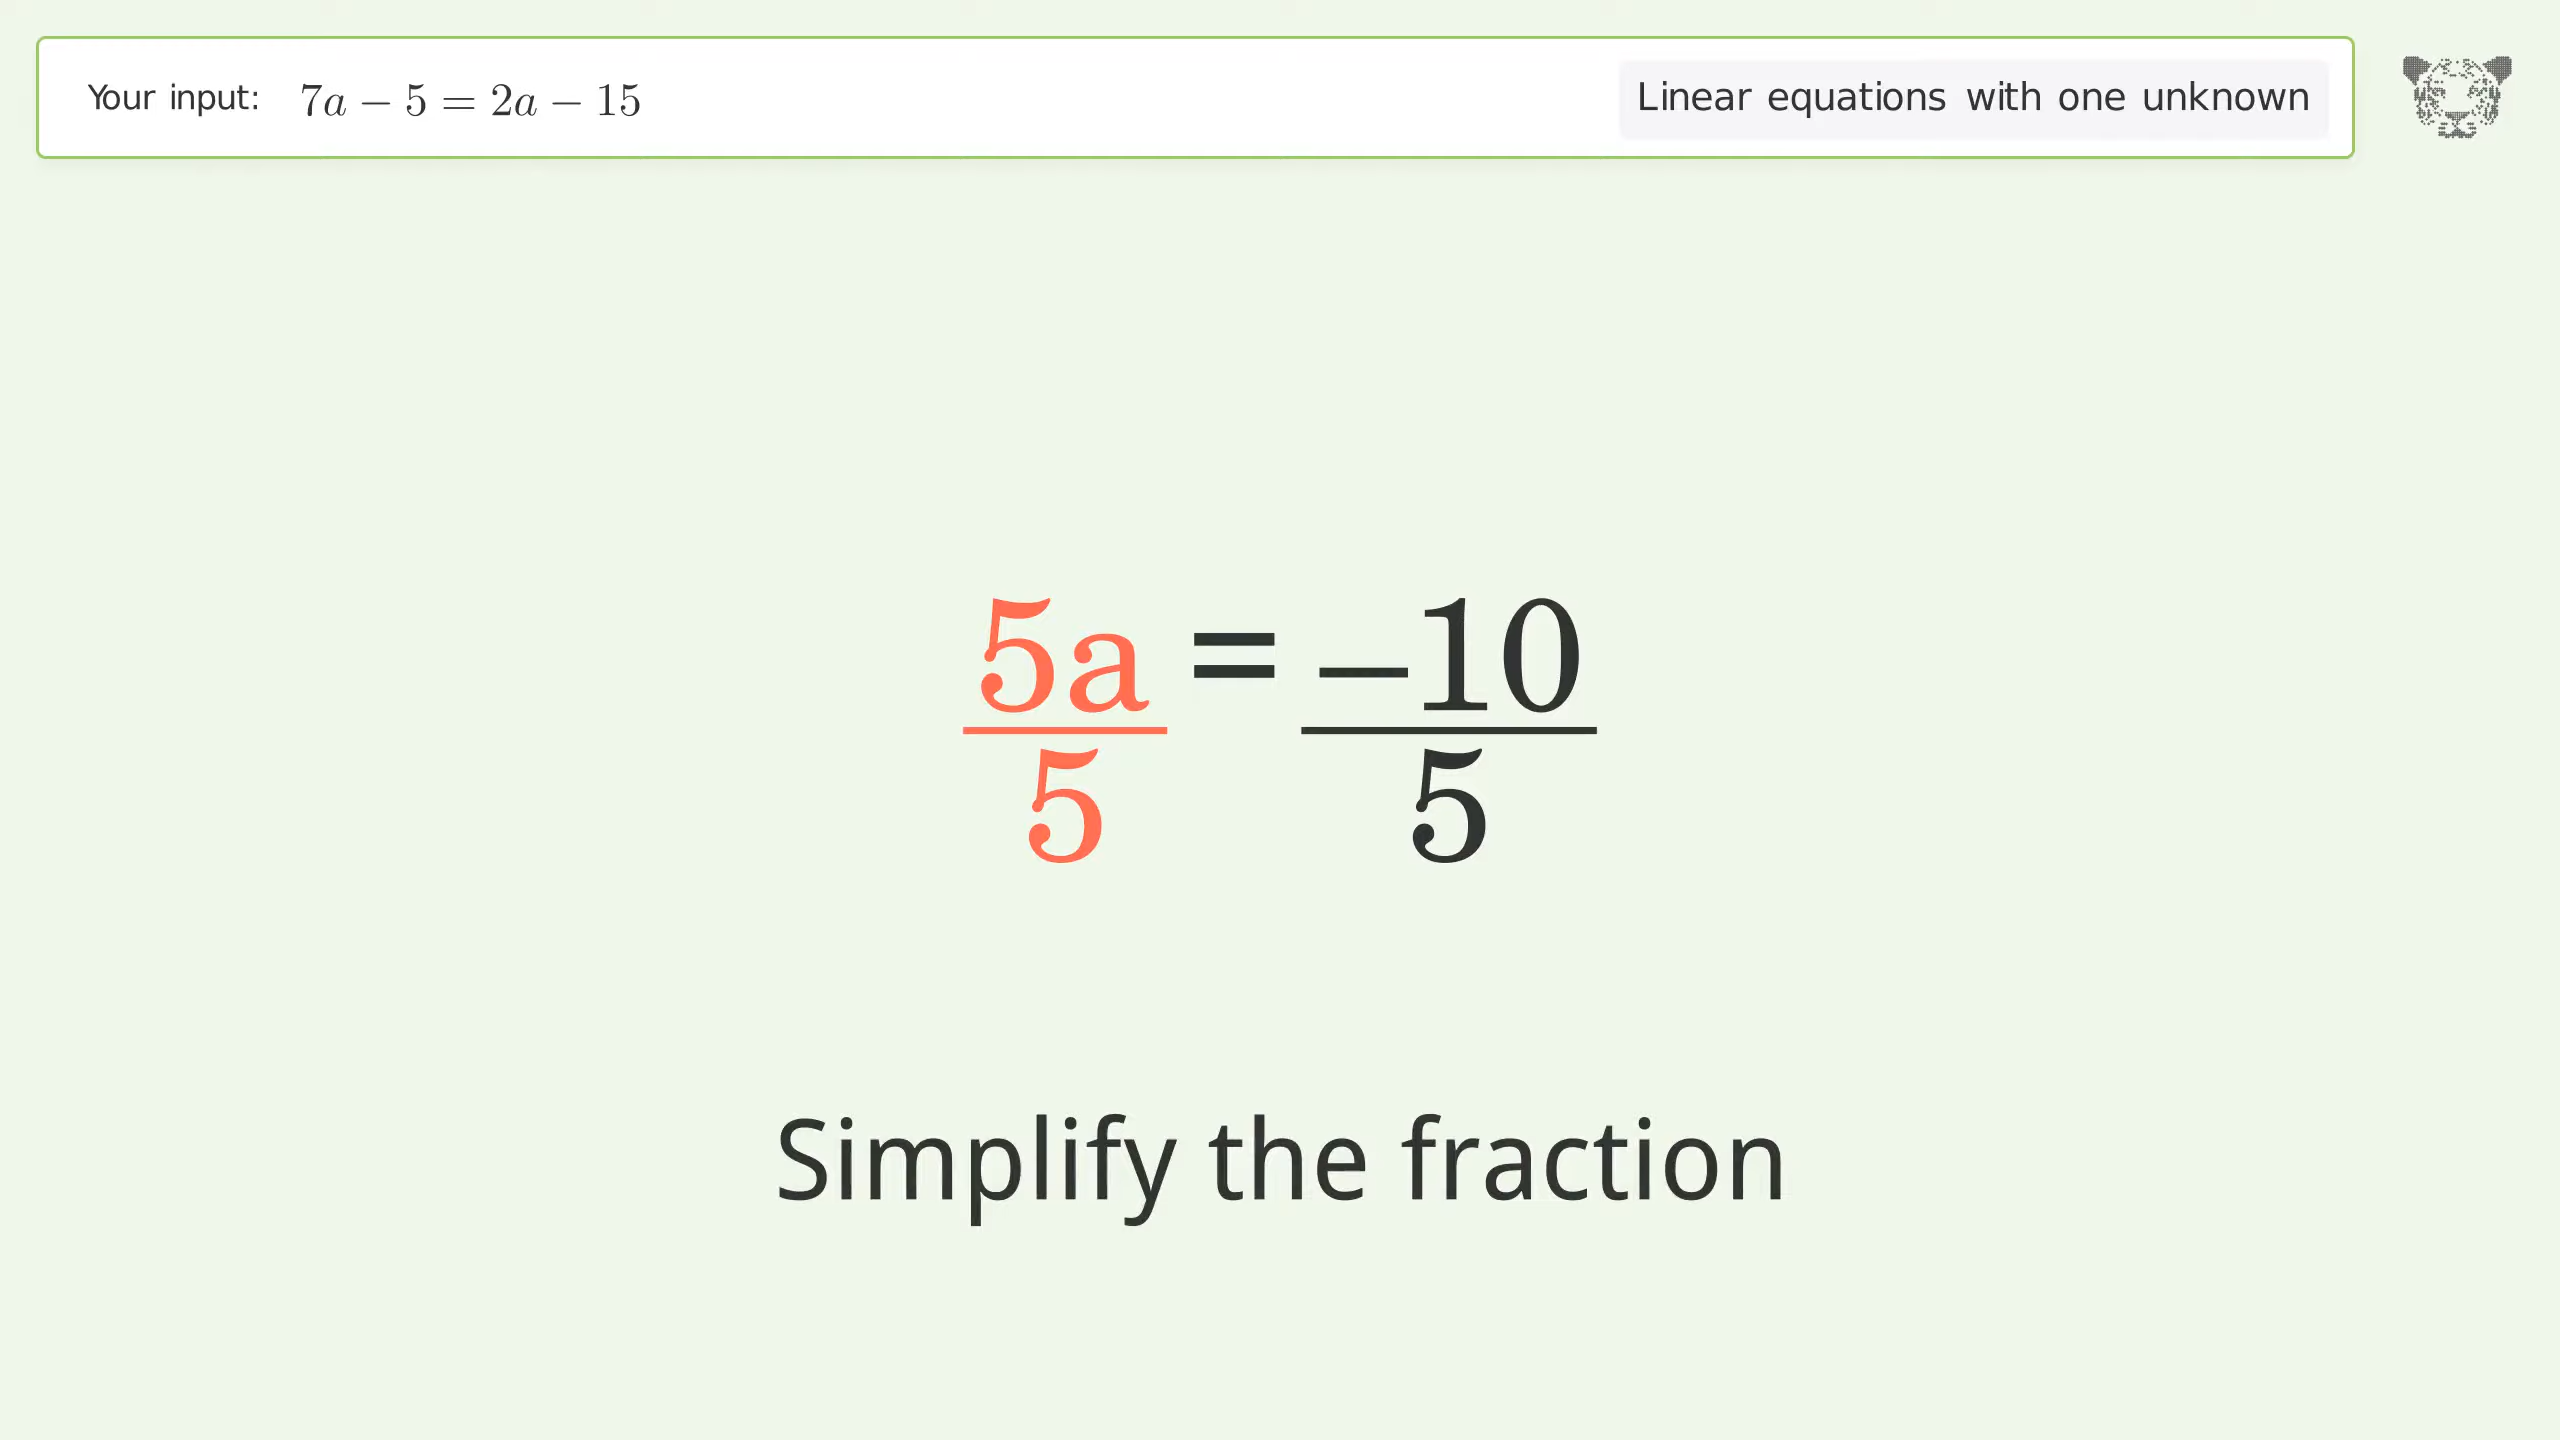 Your input: 7a − 5 = 2a − 15
Linear equations with one unknown
5a/5 = −10/5
Simplify the fraction